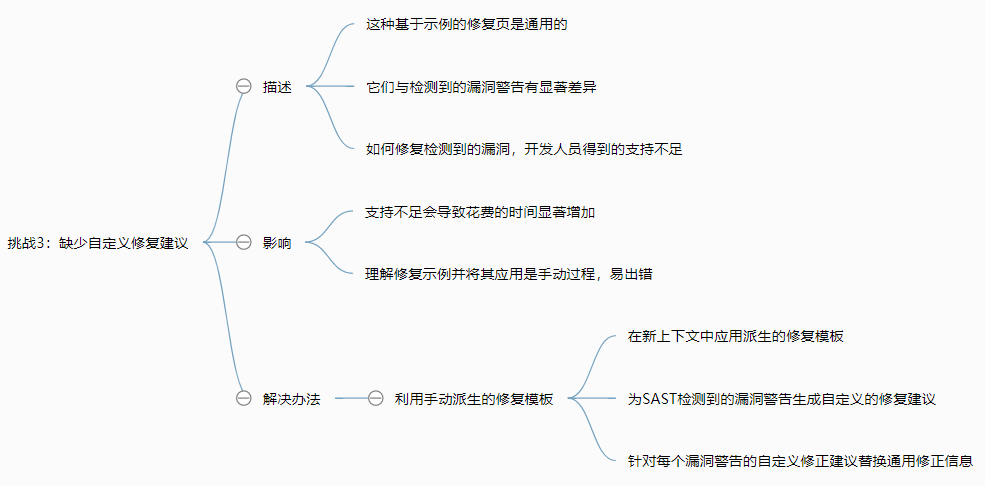 挑战3：缺少自定义修复建议
描述
这种基于示例的修复页是通用的
它们与检测到的漏洞警告有显著差异
如何修复检测到的漏洞，开发人员得到的支持不足
影响
支持不足会导致花费的时间显著增加
理解修复示例并将其应用是手动过程，易出错
解决办法
利用手动派生的修复模板
在新上下文中应用派生的修复模板
为SAST检测到的漏洞警告生成自定义的修复建议
针对每个漏洞警告的自定义修正建议替换通用修正信息